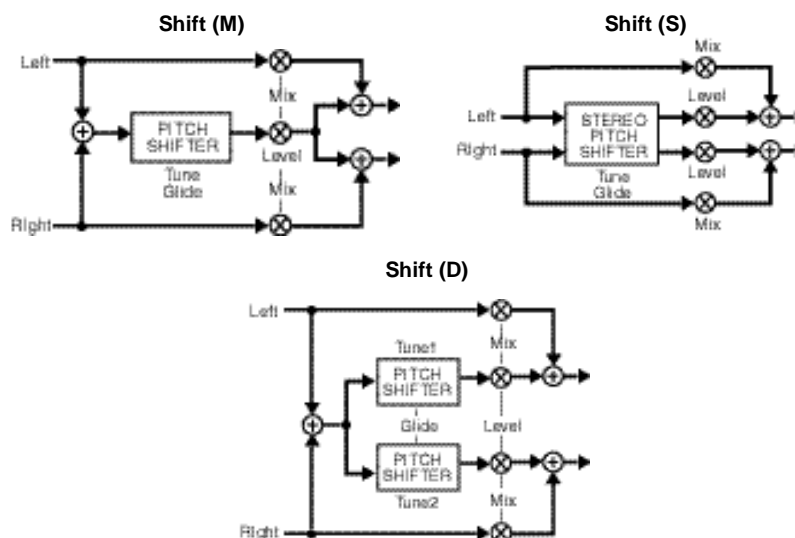 Shift (M)
Left
Mix
PITCH
SHIFTER
Level
Tune
Glide
Mix
Right
Shift (S)
Mix
Level
Left
STEREO
PITCH
SHIFTER
Right
Level
Tune
Glide
Mix
Shift (D)
Left
Tune1
Mix
PITCH
SHIFTER
Glide
Level
PITCH
SHIFTER
Tune2
Mix
Right